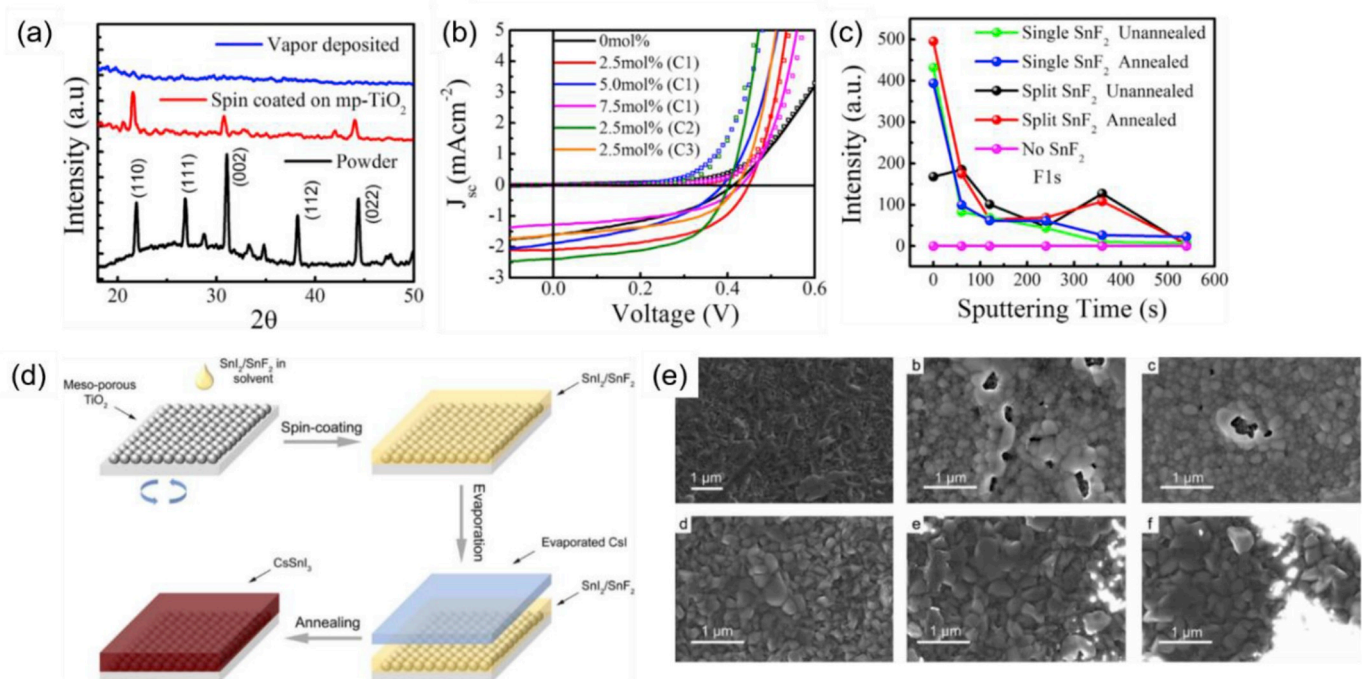 (a)
Vapor deposited
Spin coated on mp-TiO₂
Powder
(110)
(111)
(002)
(112)
(022)
Intensity (a.u)
20
30
40
50
2θ
(b)
0mol%
2.5mol% (C1)
5.0mol% (C1)
7.5mol% (C1)
2.5mol% (C2)
2.5mol% (C3)
J_sc (mAcm⁻²)
5
4
3
2
1
0
-1
-2
-3
0.0
0.2
0.4
0.6
Voltage (V)
(c)
Single SnF₂ Unannealed
Single SnF₂ Annealed
Split SnF₂ Unannealed
Split SnF₂ Annealed
No SnF₂
F1s
Intensity (a.u.)
500
400
300
200
100
0
0
100
200
300
400
500
600
Sputtering Time (s)
(d)
SnI₂/SnF₂ in
solvent
Meso-porous
TiO₂
Spin-coating
SnI₂/SnF₂
Evaporation
Evaporated CsI
SnI₂/SnF₂
Annealing
CsSnI₃
(e)
1 μm
b
1 μm
c
1 μm
d
1 μm
e
1 μm
f
1 μm